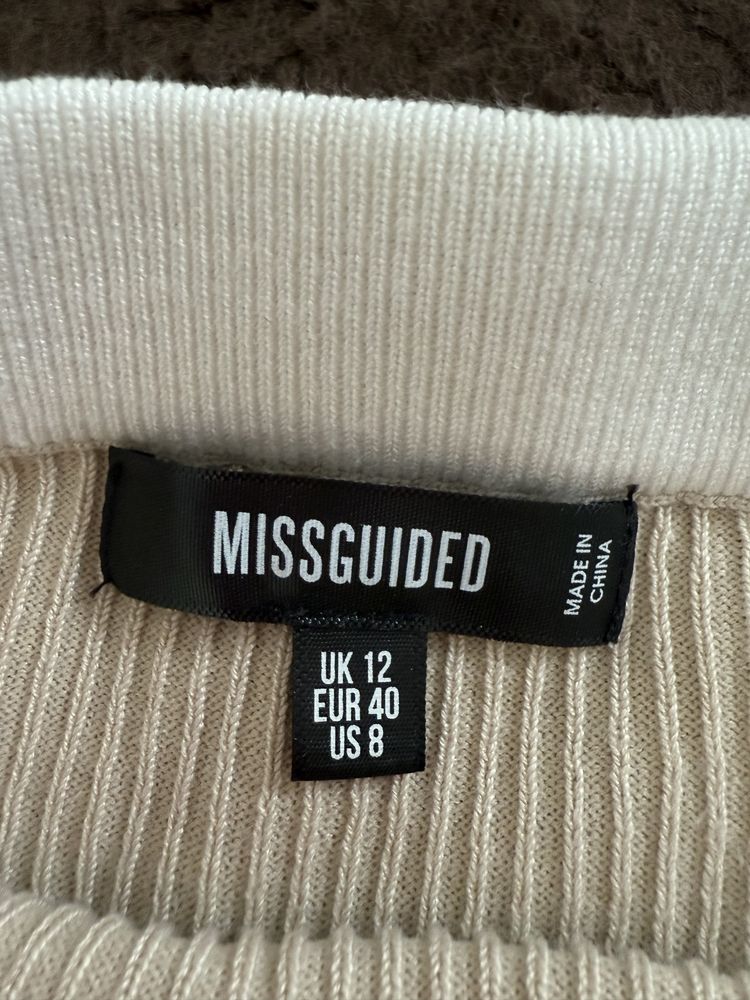 MISSGUIDED
MADE IN
CHINA
UK 12
EUR 40
US 8